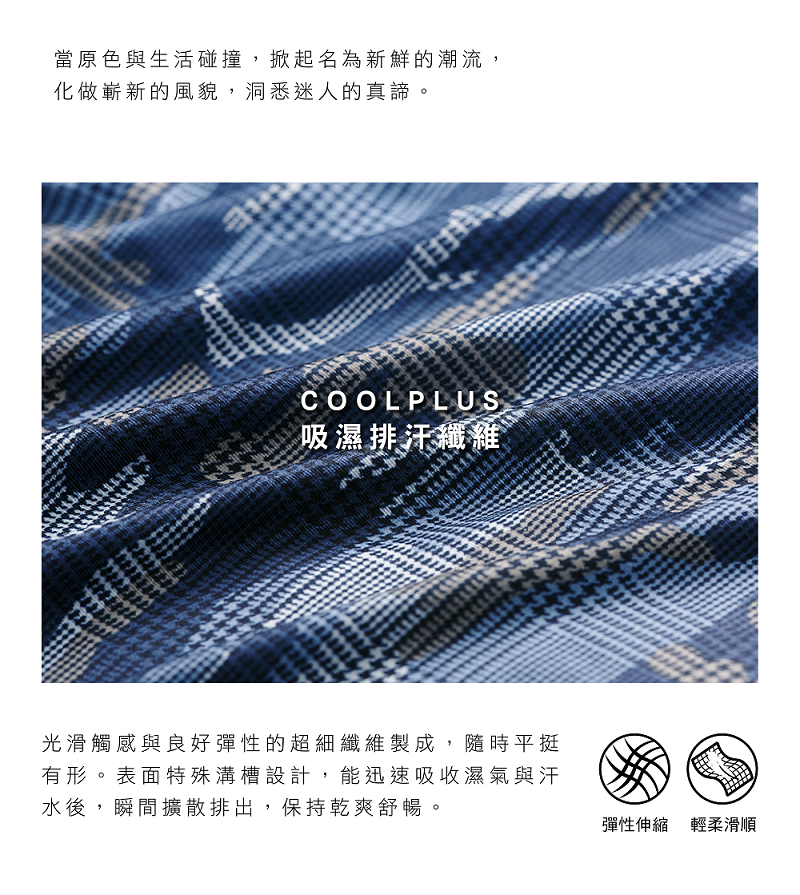 當原色與生活碰撞，掀起名為新鮮的潮流，
化做嶄新的風貌，洞悉迷人的真諦。
COOLPLUS
吸濕排汗纖維
光滑觸感與良好彈性的超細纖維製成，隨時平挺
有形。表面特殊溝槽設計，能迅速吸收濕氣與汗
水後，瞬間擴散排出，保持乾爽舒暢。
彈性伸縮
輕柔滑順